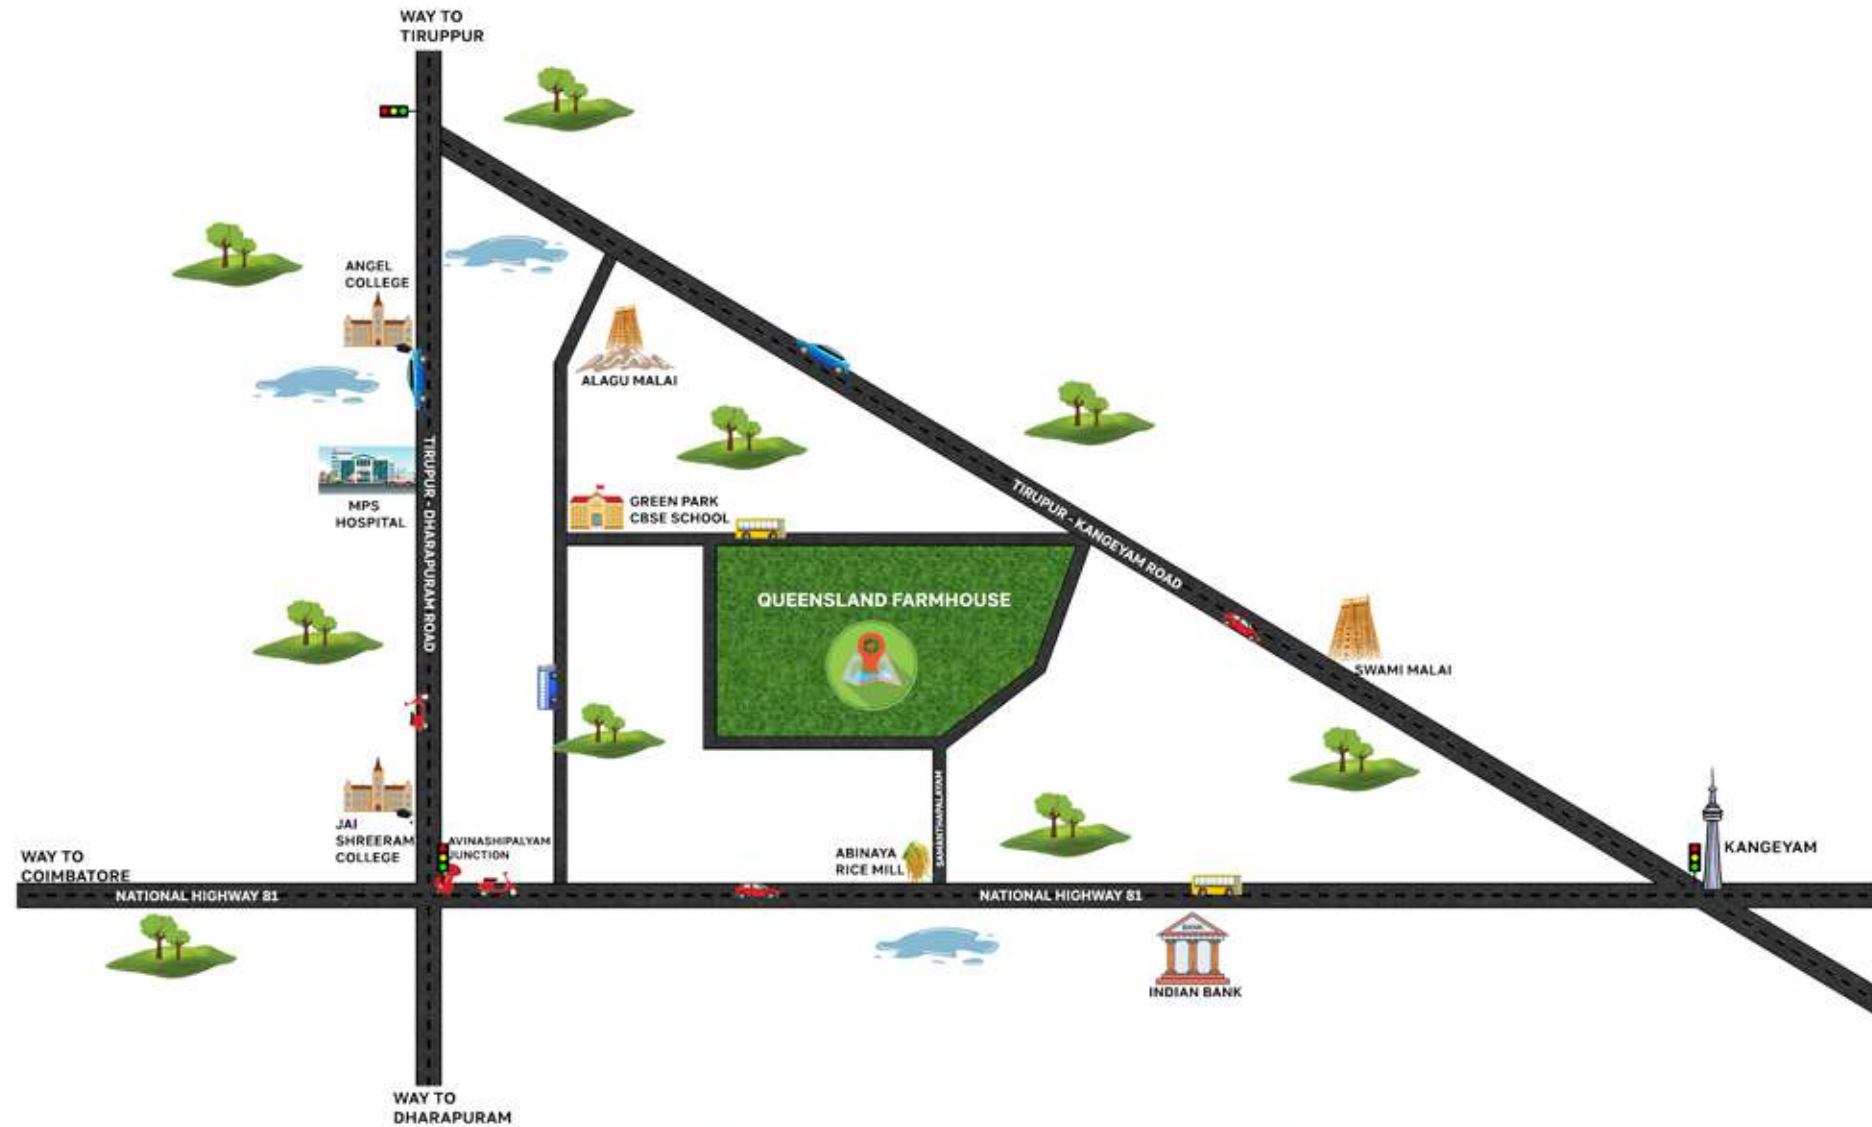 WAY TO
TIRUPPUR
ANGEL
COLLEGE
ALAGU MALAI
TIRUPUR - DHARAPURAM ROAD
MPS
HOSPITAL
GREEN PARK
CBSE SCHOOL
TIRUPUR - KANGEYAM ROAD
QUEENSLAND FARMHOUSE
SWAMI MALAI
JAI
SHREERAM
COLLEGE
AVINASHIPALYAM
JUNCTION
SAMANTHAPALAYAM
ABINAYA
RICE MILL
KANGEYAM
WAY TO
COIMBATORE
NATIONAL HIGHWAY 81
NATIONAL HIGHWAY 81
BANK
INDIAN BANK
WAY TO
DHARAPURAM